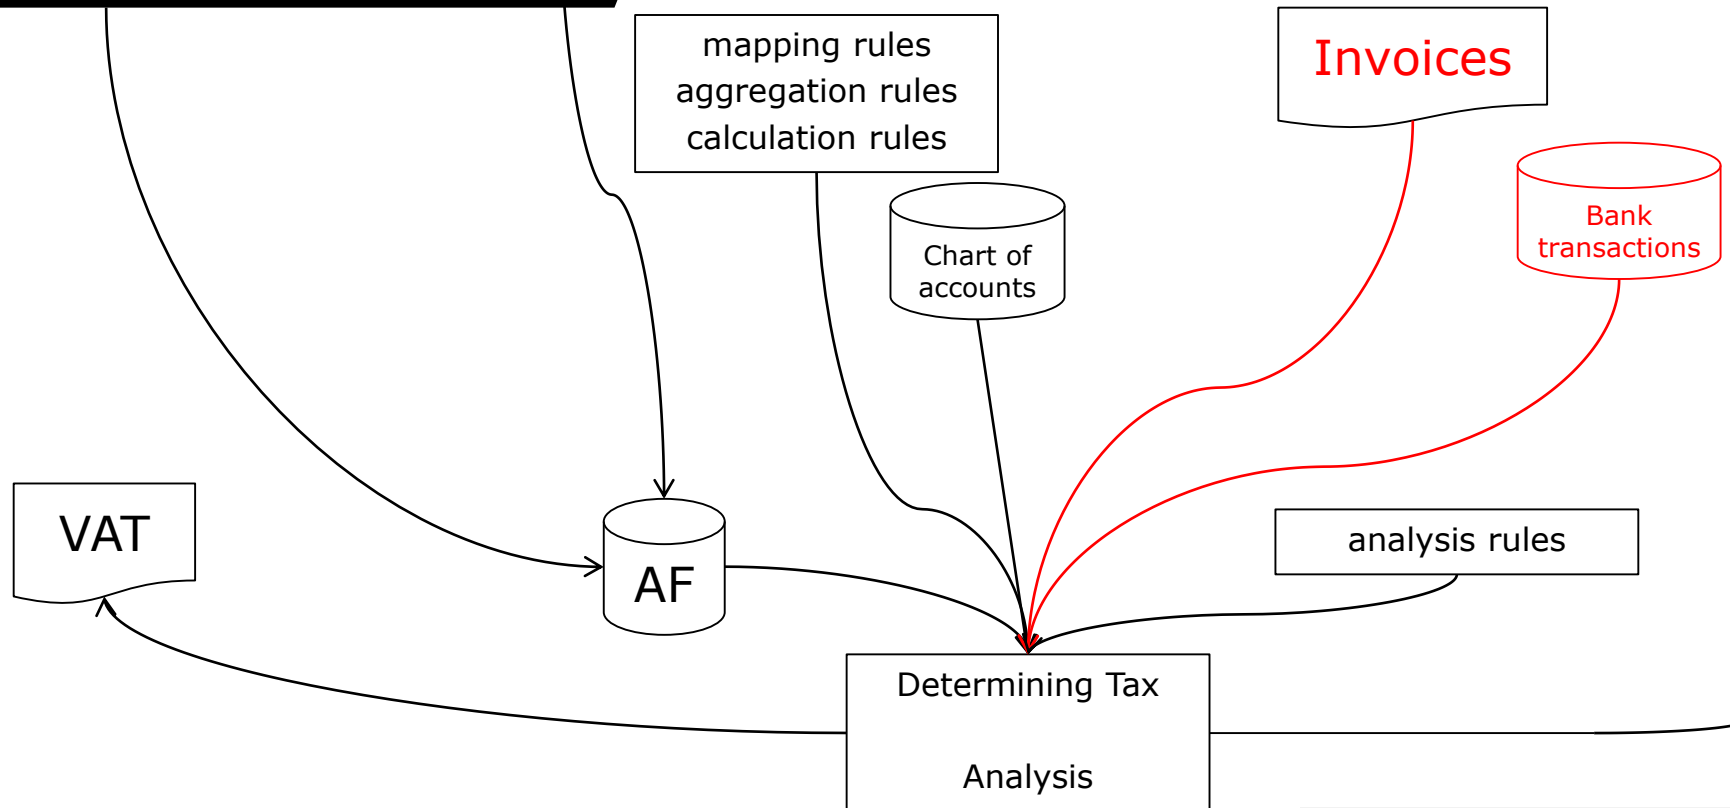 mapping rules
aggregation rules
calculation rules
Invoices
Bank
transactions
Chart of
accounts
VAT
AF
analysis rules
Determining Tax
Analysis